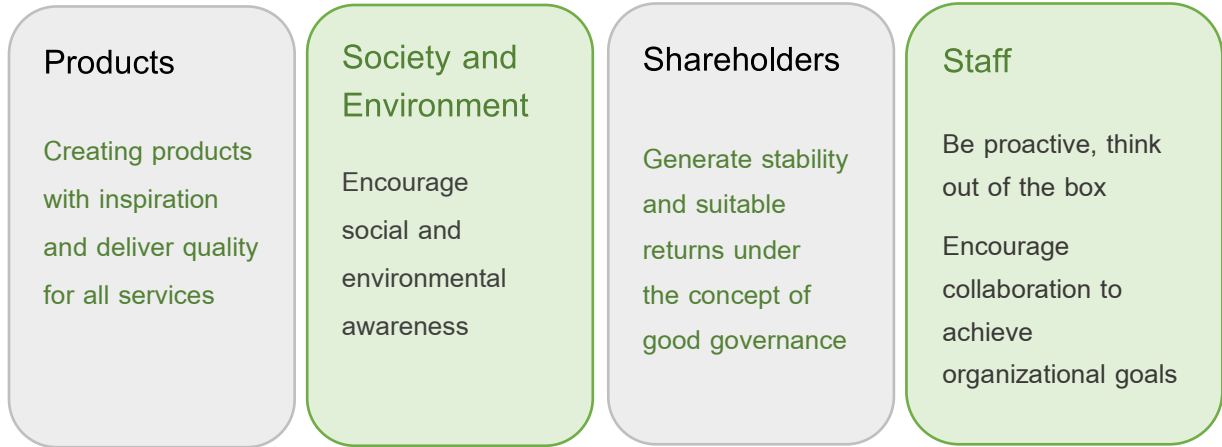 Products
Creating products
with inspiration
and deliver quality
for all services
Society and
Environment
Encourage
social and
environmental
awareness
Shareholders
Generate stability
and suitable
returns under
the concept of
good governance
Staff
Be proactive, think
out of the box
Encourage
collaboration to
achieve
organizational goals